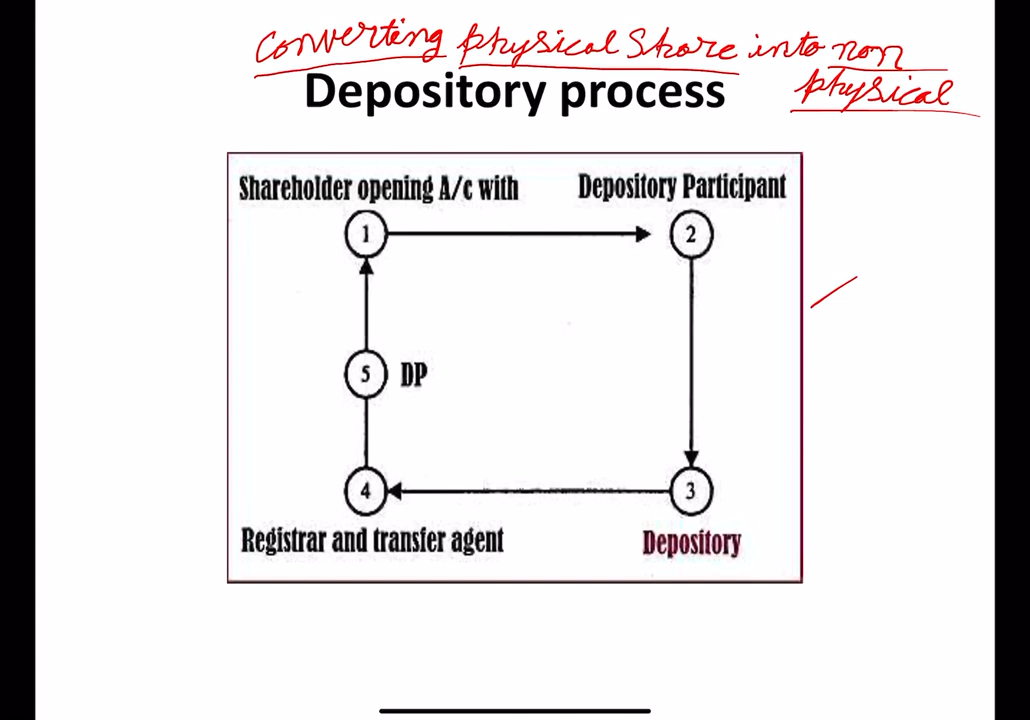 converting physical Share into non
physical
Depository process
Shareholder opening A/c with
Depository Participant
1
2
5
DP
4
3
Registrar and transfer agent
Depository